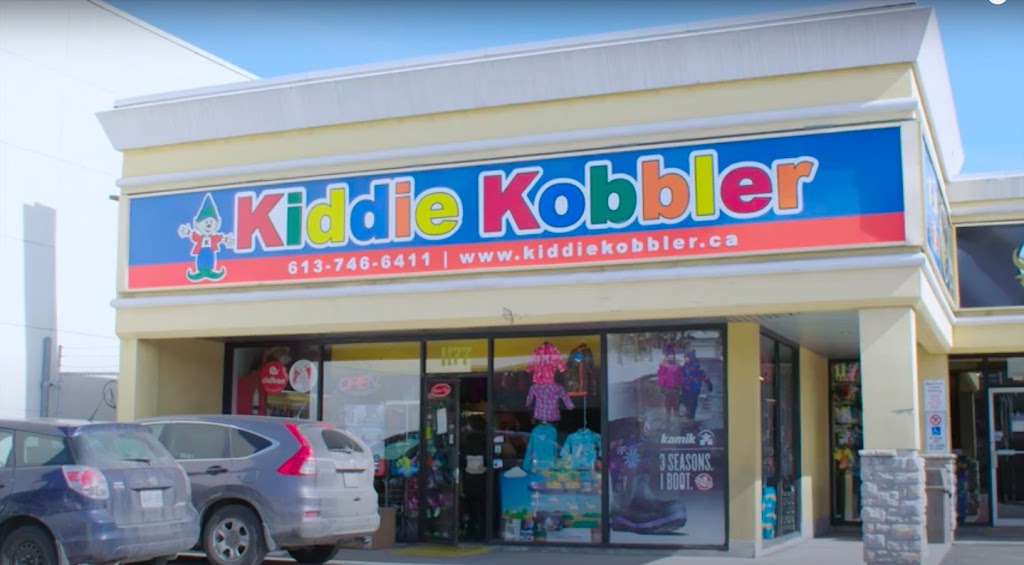 Kiddie Kobbler
613-746-6411 | www.kiddiekobbler.ca
1177
OPEN
kamik
3 SEASONS.
1 BOOT.